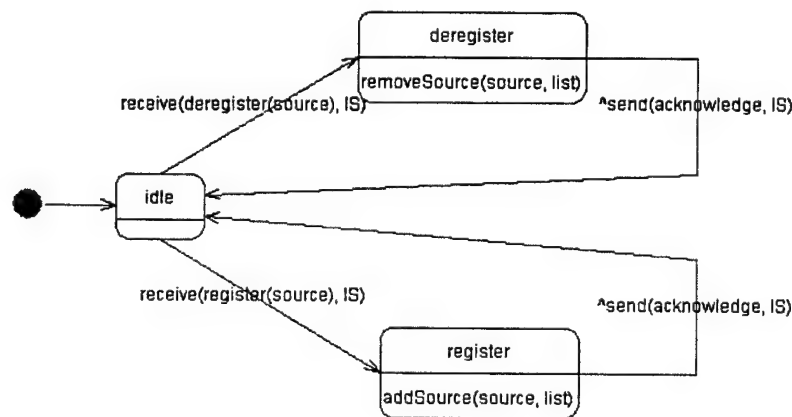 deregister
removeSource(source, list)
receive(deregister(source), IS)
^send(acknowledge, IS)
idle
receive(register(source), IS)
^send(acknowledge, IS)
register
addSource(source, list)